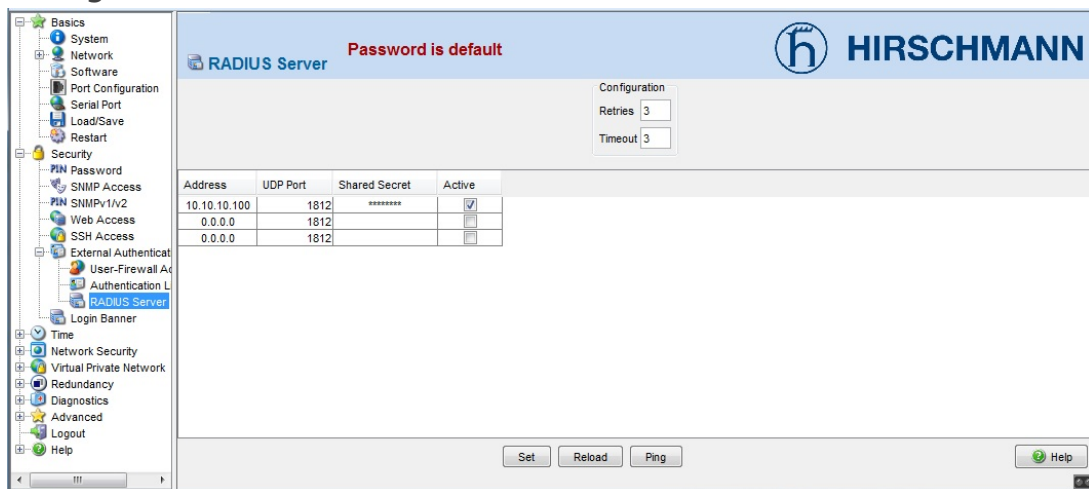 Basics
System
Network
Software
Port Configuration
Serial Port
Load/Save
Restart
Security
PIN Password
SNMP Access
PIN SNMPv1/v2
Web Access
SSH Access
External Authenticat
User-Firewall Ac
Authentication L
RADIUS Server
Login Banner
Time
Network Security
Virtual Private Network
Redundancy
Diagnostics
Advanced
Logout
Help
RADIUS Server
Password is default
HIRSCHMANN
Configuration
Retries 3
Timeout 3
Address UDP Port Shared Secret Active
10.10.10.100 1812 ********
0.0.0.0 1812
0.0.0.0 1812
Set Reload Ping Help